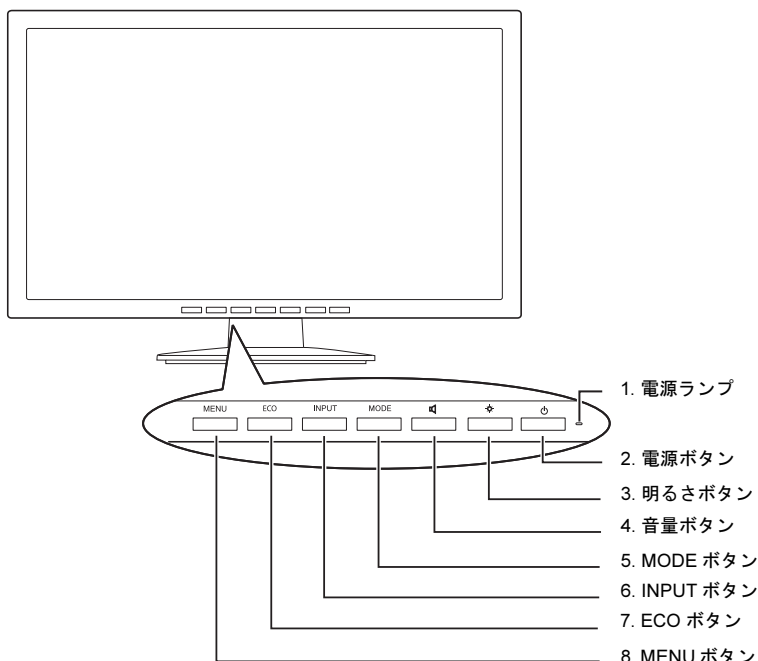 MENU ECO INPUT MODE
1. 電源ランプ
2. 電源ボタン
3. 明るさボタン
4. 音量ボタン
5. MODE ボタン
6. INPUT ボタン
7. ECO ボタン
8. MENU ボタン